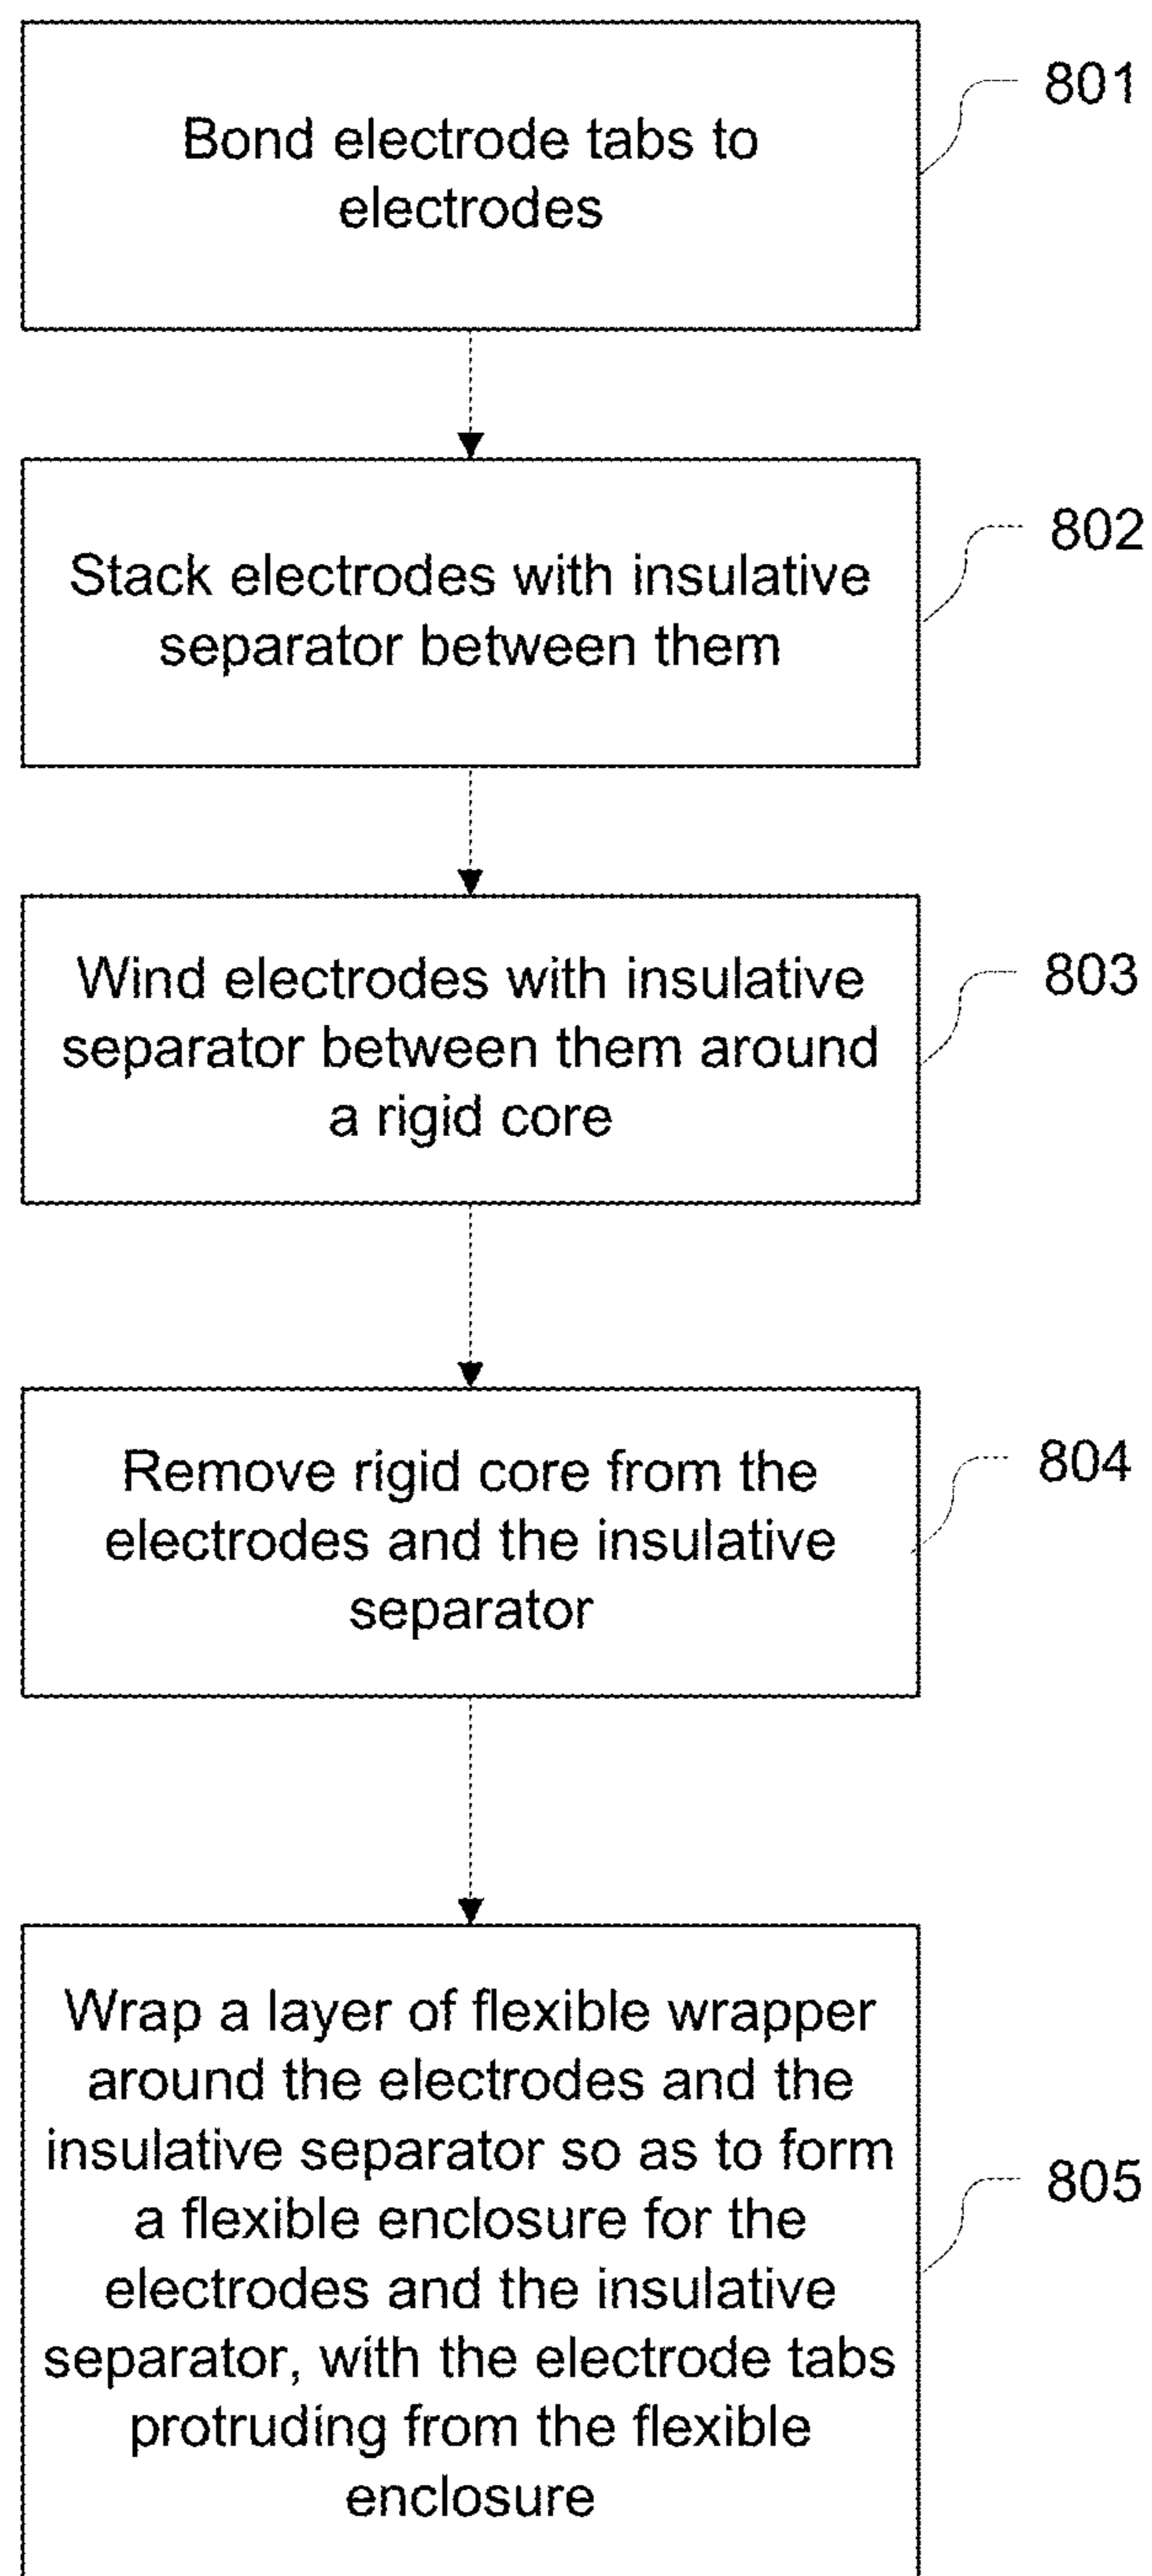 Bond electrode tabs to
electrodes
801
Stack electrodes with insulative
separator between them
802
Wind electrodes with insulative
separator between them around
a rigid core
803
Remove rigid core from the
electrodes and the insulative
separator
804
Wrap a layer of flexible wrapper
around the electrodes and the
insulative separator so as to form
a flexible enclosure for the
electrodes and the insulative
separator, with the electrode tabs
protruding from the flexible
enclosure
805